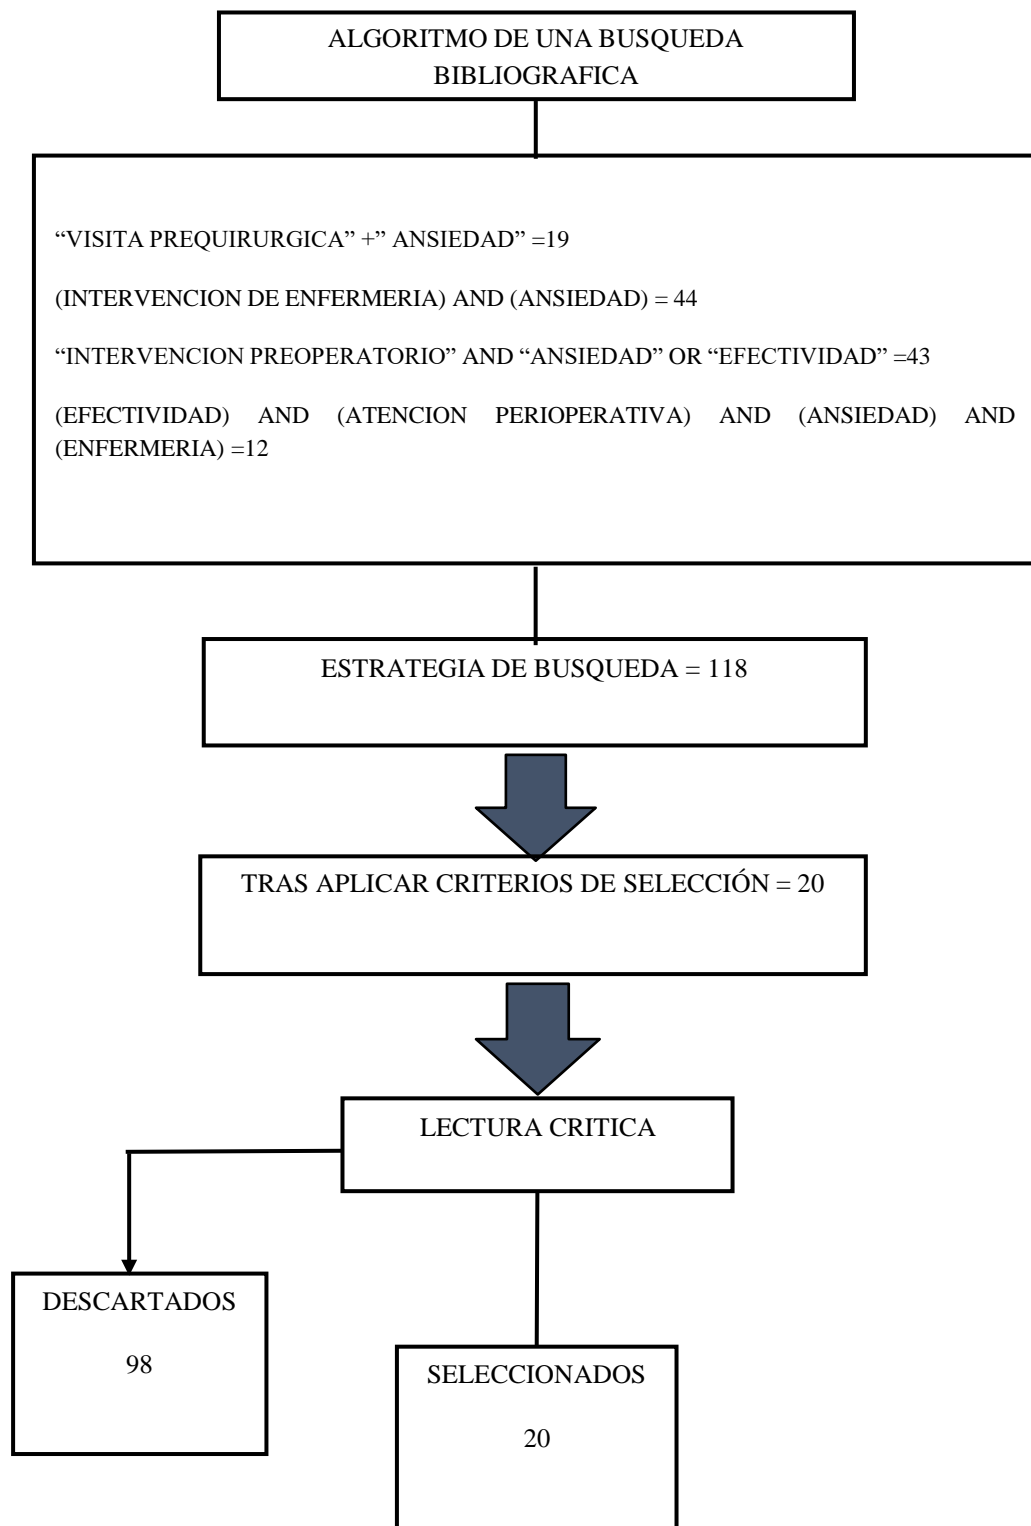 ALGORITMO DE UNA BUSQUEDA
BIBLIOGRAFICA
“VISITA PREQUIRURGICA” +” ANSIEDAD” =19
(INTERVENCION DE ENFERMERIA) AND (ANSIEDAD) = 44
“INTERVENCION PREOPERATORIO” AND “ANSIEDAD” OR “EFECTIVIDAD” =43
(EFECTIVIDAD) AND (ATENCION PERIOPERATIVA) AND (ANSIEDAD) AND
(ENFERMERIA) =12
ESTRATEGIA DE BUSQUEDA = 118
TRAS APLICAR CRITERIOS DE SELECCIÓN = 20
LECTURA CRITICA
DESCARTADOS
98
SELECCIONADOS
20